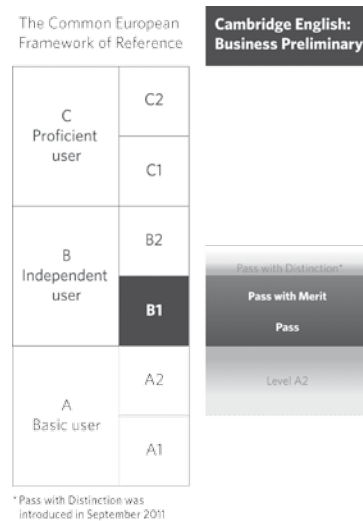 The Common European
Framework of Reference
Cambridge English:
Business Preliminary
C
Proficient
user
C2
C1
B
Independent
user
B2
B1
A
Basic user
A2
A1
Pass with Distinction*
Pass with Merit
Pass
Level A2
* Pass with Distinction was
introduced in September 2011